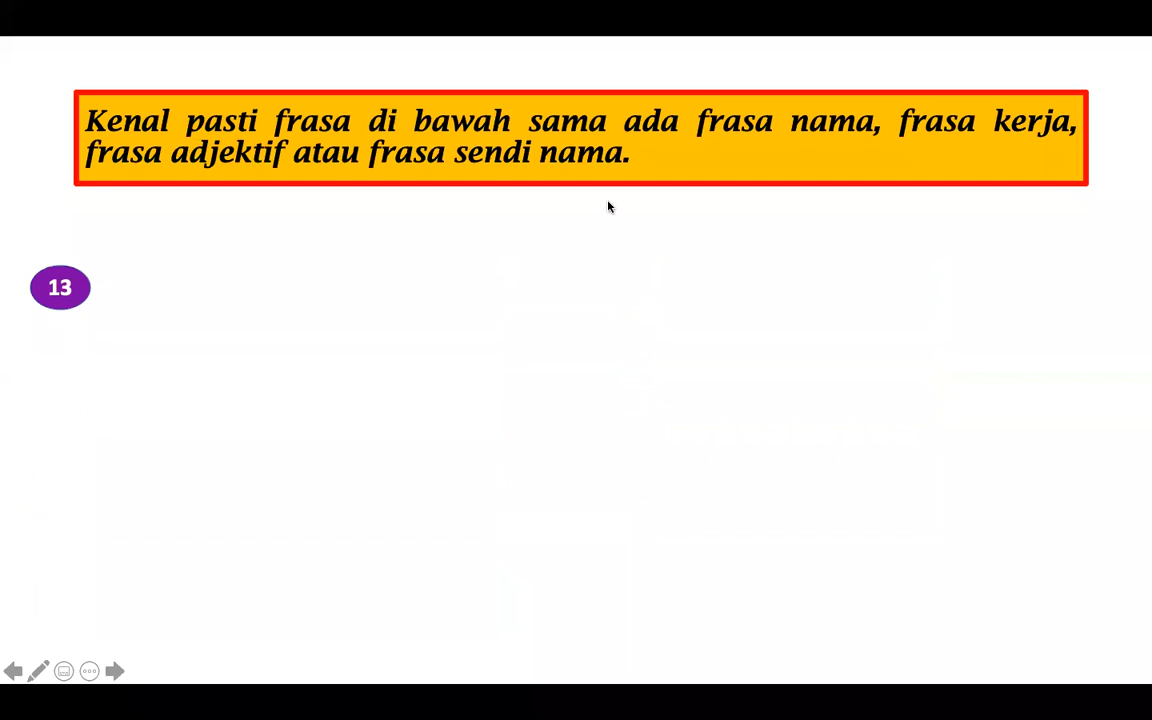 Kenal pasti frasa di bawah sama ada frasa nama, frasa kerja,
frasa adjektif atau frasa sendi nama.
13